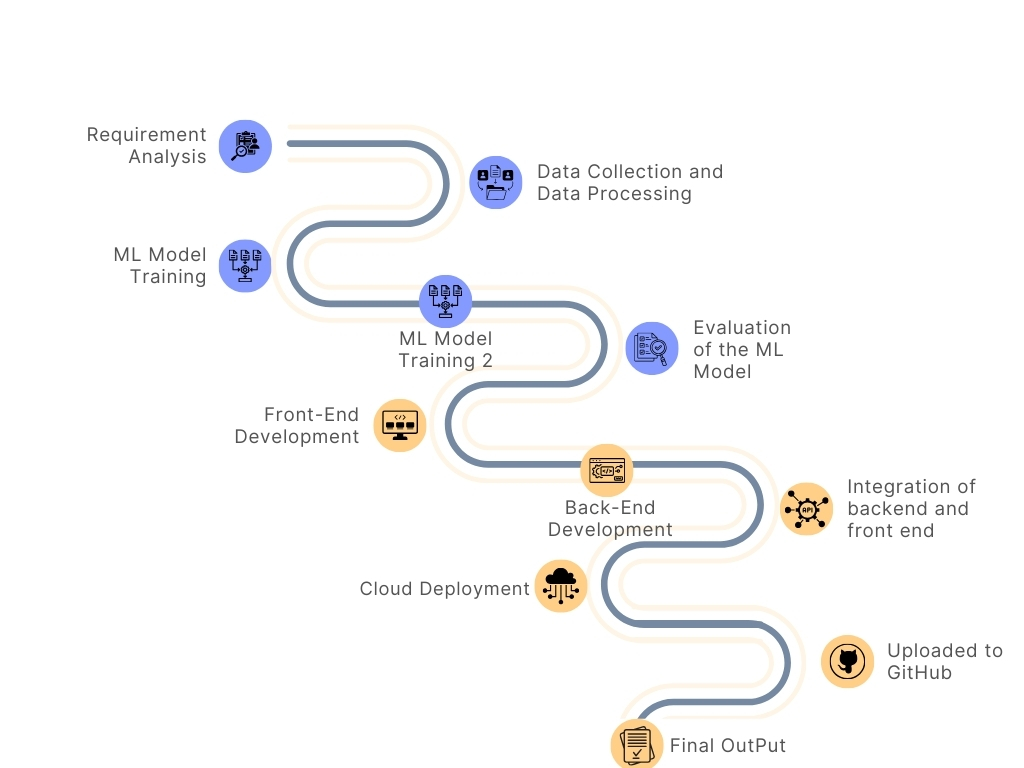 Requirement
Analysis
Data Collection and
Data Processing
ML Model
Training
ML Model
Training 2
Evaluation
of the ML
Model
Front-End
Development
Back-End
Development
Integration of
backend and
front end
API
Cloud Deployment
Uploaded to
GitHub
Final OutPut